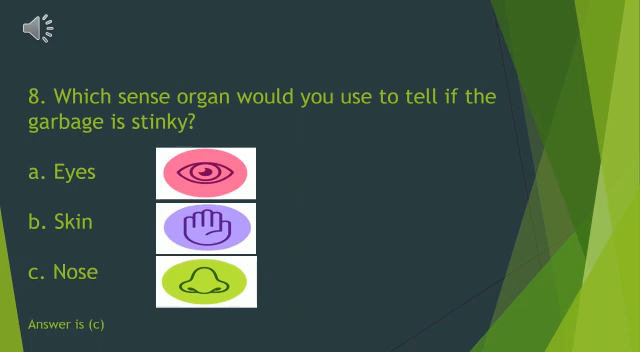 8. Which sense organ would you use to tell if the
garbage is stinky?
a. Eyes
b. Skin
c. Nose
Answer is (c)